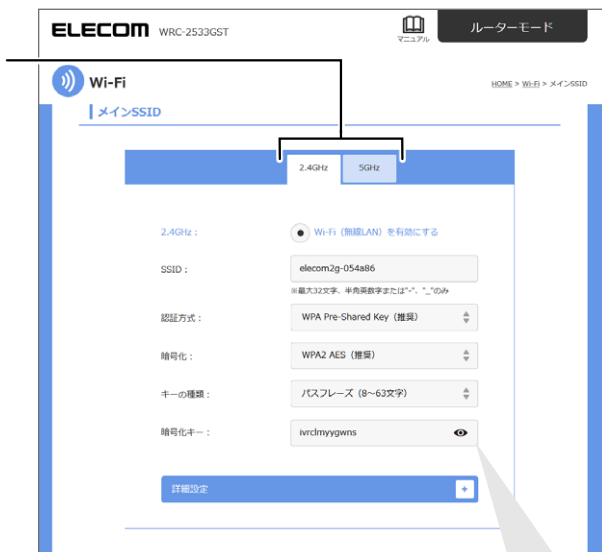 ELECOM WRC-2533GST
マニュアル
ルーターモード
Wi-Fi
HOME > Wi-Fi > メインSSID
メインSSID
2.4GHz 5GHz
2.4GHz： Wi-Fi（無線LAN）を有効にする
SSID： elecom2g-054a86
※最大32文字、半角英数字または"-"、"_"のみ
認証方式： WPA Pre-Shared Key（推奨）
暗号化： WPA2 AES（推奨）
キーの種類： パスフレーズ（8～63文字）
暗号化キー： ivrclmyygwns
詳細設定 +